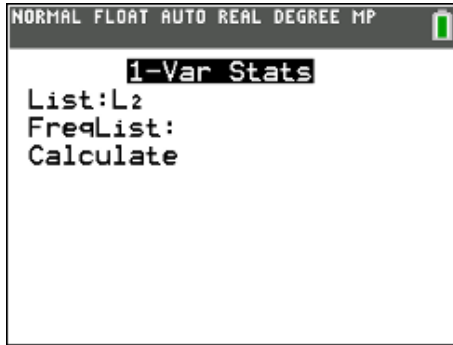 NORMAL FLOAT AUTO REAL DEGREE MP
1-Var Stats
List:L₂
FreqList:
Calculate